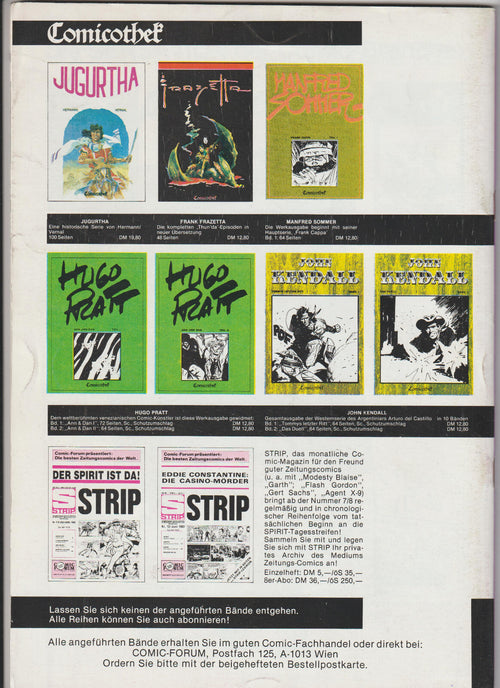 Comicothek
JUGURTHA
HERMANN VERNAL
Comicothek
Frazetta
Comicothek
MANFRED
SOMMER
Comicothek
JUGURTHA
Eine historische Serie von Hermann/
Vernal
100 Seiten DM 19,80
FRANK FRAZETTA
Die kompletten „Thun'da" Episoden in
neuer Übersetzung
48 Seiten DM 12,80
MANFRED SOMMER
Die Werkausgabe beginnt mit seiner
Hauptserie, „Frank Cappa"
Bd. 1: 64 Seiten DM 12,80
HUGO
PRATT
Comicothek
HUGO
PRATT
Comicothek
JOHN
KENDALL
Comicothek
JOHN
KENDALL
Comicothek
HUGO PRATT
Dem weltberühmten venezianischen Comic-Künstler ist diese Werkausgabe gewidmet:
Bd. 1: „Ann & Dan I", 72 Seiten, Sc., Schutzumschlag DM 12,80
Bd. 2: „Ann & Dan II", 64 Seiten, Sc., Schutzumschlag DM 12,80
JOHN KENDALL
Gesamtausgabe der Westernserie des Argentiniars Arturo del Castillo in 10 Bänden
Bd. 1: „Tommys letzter Ritt", 64 Seiten, Sc., Schutzumschlag DM 12,80
Bd. 2: „Das Duell", 64 Seiten, Sc., Schutzumschlag DM 12,80
Comic-Forum präsentiert:
Die besten Zeitungscomics der Welt.
DER SPIRIT IST DA!
STRIP
Comic-Forum präsentiert:
Die besten Zeitungscomics der Welt.
EDDIE CONSTANTINE:
DIE CASINO-MÖRDER
STRIP
STRIP, das monatliche Co-
mic-Magazin für den Freund
guter Zeitungscomics
(u. a. mit „Modesty Blaise",
„Garth"; „Flash Gordon",
„Gert Sachs", „Agent X-9)
bringt ab der Nummer 7/8 re-
gelmäßig und in chronologi-
scher Reihenfolge vom tat-
sächlichen Beginn an die
SPIRIT-Tagesstreifen!
Sammeln Sie mit und legen
Sie sich mit STRIP Ihr priva-
tes Archiv des Mediums
Zeitungs-Comics an!
Einzelheft: DM 5,—/öS 35,—
8er-Abo: DM 36,—/öS 250,—
Lassen Sie sich keinen der angeführten Bände entgehen.
Alle Reihen können Sie auch abonnieren!
Alle angeführten Bände erhalten Sie im guten Comic-Fachhandel oder direkt bei:
COMIC-FORUM, Postfach 125, A-1013 Wien
Ordern Sie bitte mit der beigehefteten Bestellpostkarte.